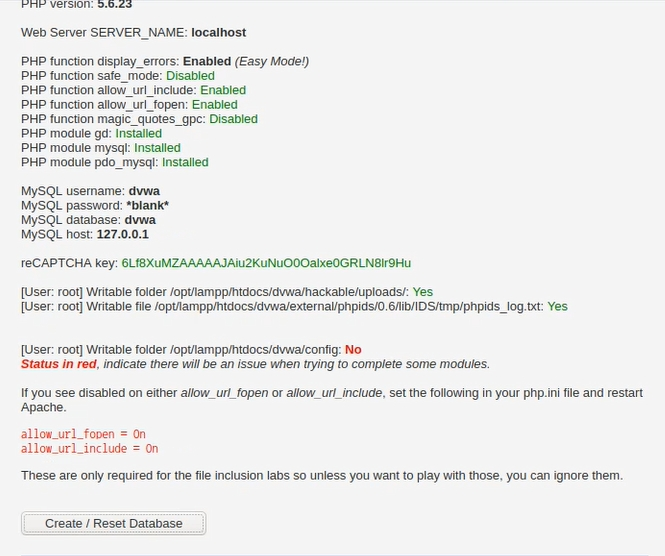 PHP version: 5.6.23
Web Server SERVER_NAME: localhost
PHP function display_errors: Enabled (Easy Mode!)
PHP function safe_mode: Disabled
PHP function allow_url_include: Enabled
PHP function allow_url_fopen: Enabled
PHP function magic_quotes_gpc: Disabled
PHP module gd: Installed
PHP module mysql: Installed
PHP module pdo_mysql: Installed
MySQL username: dvwa
MySQL password: *blank*
MySQL database: dvwa
MySQL host: 127.0.0.1
reCAPTCHA key: 6Lf8XuMZAAAAAJAiu2KuNuO0Oalxe0GRLN8lr9Hu
[User: root] Writable folder /opt/lampp/htdocs/dvwa/hackable/uploads/: Yes
[User: root] Writable file /opt/lampp/htdocs/dvwa/external/phpids/0.6/lib/IDS/tmp/phpids_log.txt: Yes
[User: root] Writable folder /opt/lampp/htdocs/dvwa/config: No
Status in red, indicate there will be an issue when trying to complete some modules.
If you see disabled on either allow_url_fopen or allow_url_include, set the following in your php.ini file and restart
Apache.
allow_url_fopen = On
allow_url_include = On
These are only required for the file inclusion labs so unless you want to play with those, you can ignore them.
Create / Reset Database